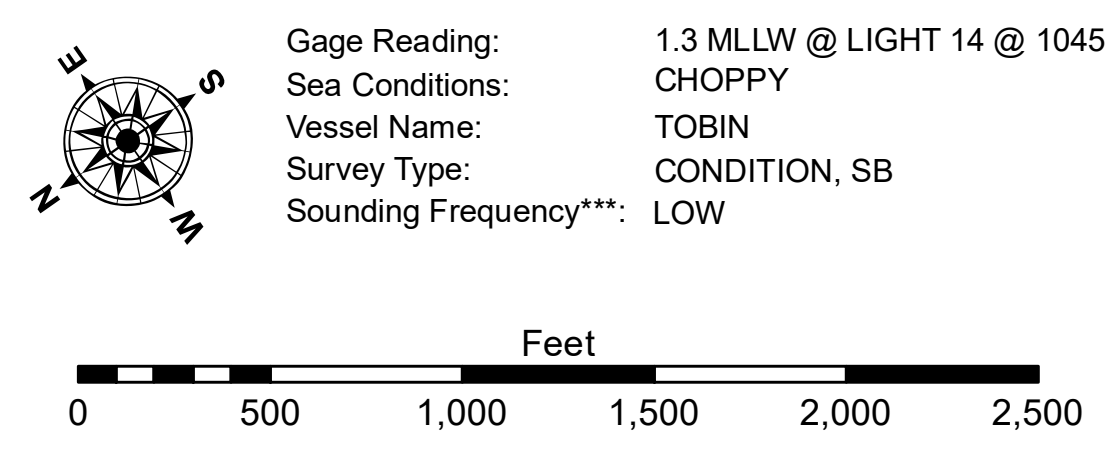 E
S
N
W
Gage Reading: 1.3 MLLW @ LIGHT 14 @ 1045
Sea Conditions: CHOPPY
Vessel Name: TOBIN
Survey Type: CONDITION, SB
Sounding Frequency***: LOW
Feet
0 500 1,000 1,500 2,000 2,500